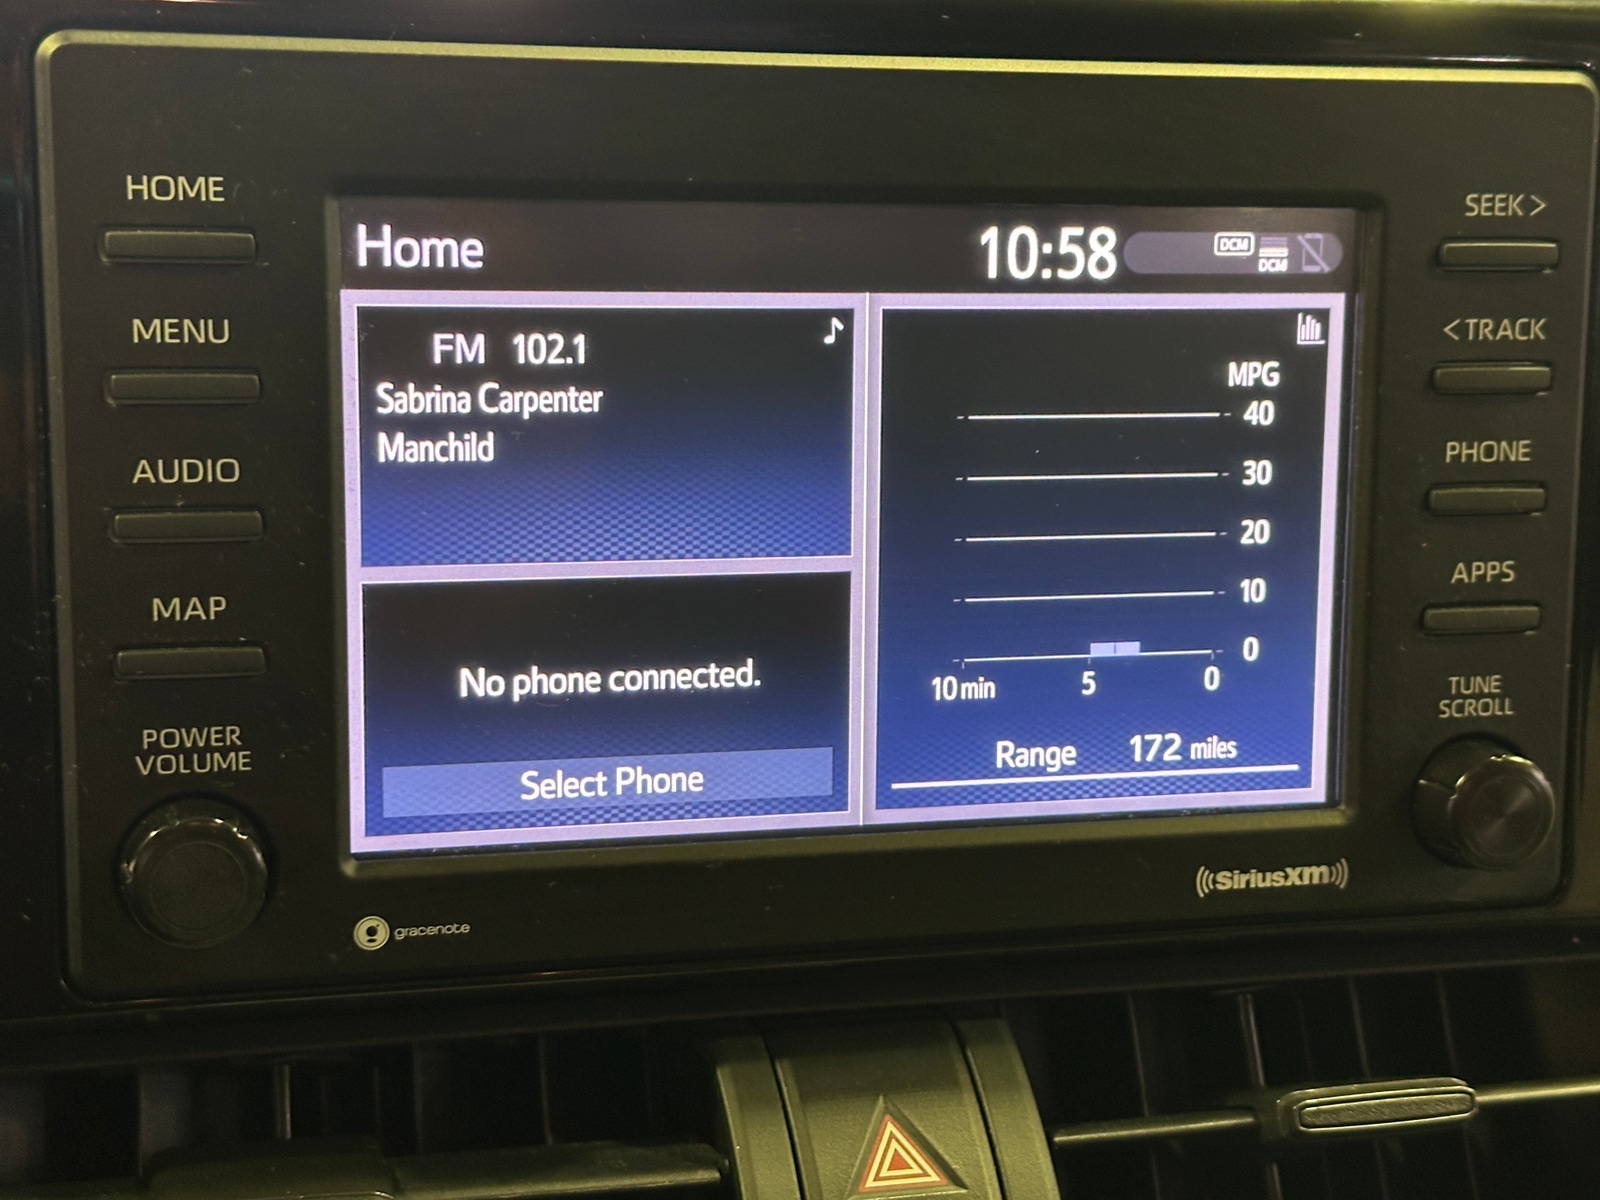 HOME
MENU
AUDIO
MAP
POWER
VOLUME
Home
10:58
DCM
DCM
FM 102.1
Sabrina Carpenter
Manchild
No phone connected.
Select Phone
MPG
40
30
20
10
0
10 min 5 0
Range 172 miles
SEEK >
< TRACK
PHONE
APPS
TUNE
SCROLL
gracenote
((SiriusXM))